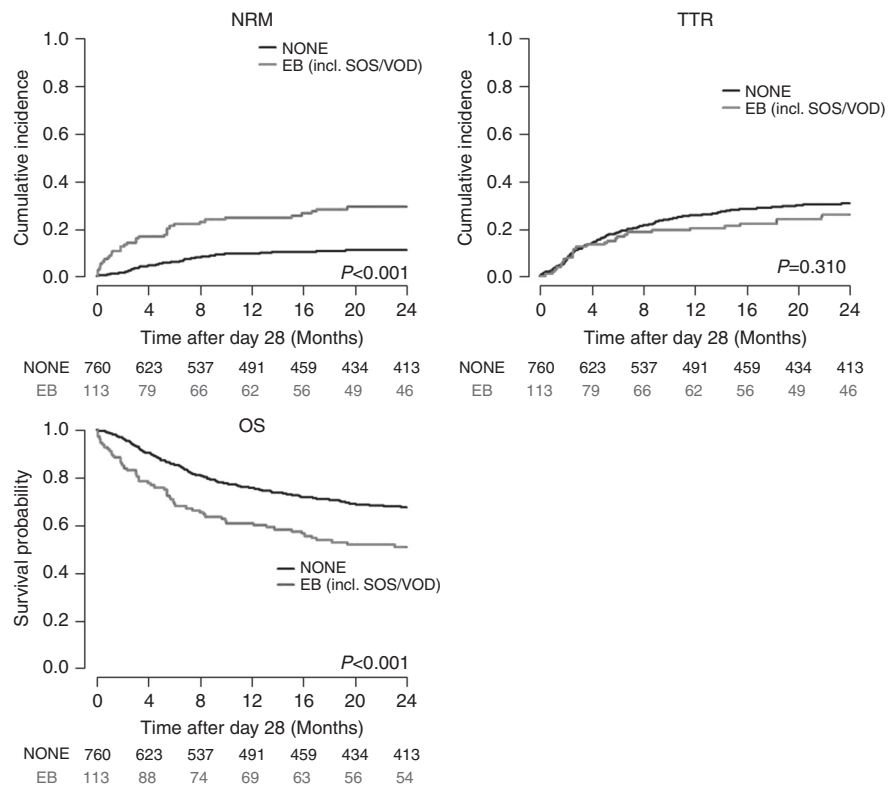 NRM
NONE
EB (incl. SOS/VOD)
Cumulative incidence
1.0
0.8
0.6
0.4
0.2
0.0
P<0.001
0 4 8 12 16 20 24
Time after day 28 (Months)
NONE 760 623 537 491 459 434 413
EB 113 79 66 62 56 49 46
TTR
NONE
EB (incl. SOS/VOD)
Cumulative incidence
1.0
0.8
0.6
0.4
0.2
0.0
P=0.310
0 4 8 12 16 20 24
Time after day 28 (Months)
NONE 760 623 537 491 459 434 413
EB 113 79 66 62 56 49 46
OS
Survival probability
1.0
0.8
0.6
0.4
0.2
0.0
NONE
EB (incl. SOS/VOD)
P<0.001
0 4 8 12 16 20 24
Time after day 28 (Months)
NONE 760 623 537 491 459 434 413
EB 113 88 74 69 63 56 54